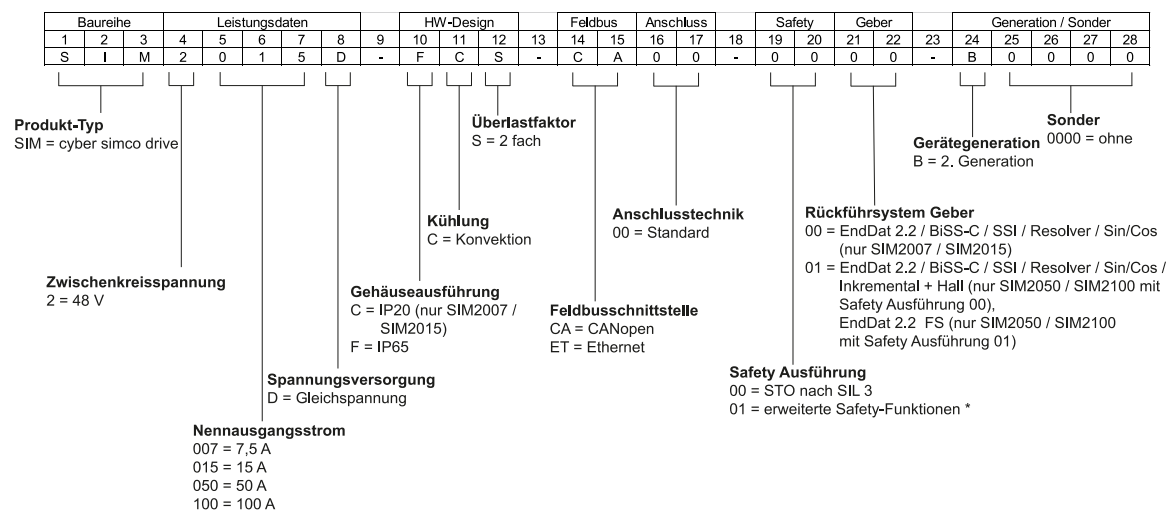 Baureihe Leistungsdaten HW-Design Feldbus Anschluss Safety Geber Generation / Sonder
1 2 3 4 5 6 7 8 9 10 11 12 13 14 15 16 17 18 19 20 21 22 23 24 25 26 27 28
S I M 2 0 1 5 D - F C S - C A 0 0 - 0 0 0 0 - B 0 0 0 0
Produkt-Typ
SIM = cyber simco drive
Überlastfaktor
S = 2 fach
Sonder
0000 = ohne
Gerätegeneration
B = 2. Generation
Kühlung
C = Konvektion
Anschlusstechnik
00 = Standard
Rückführsystem Geber
00 = EndDat 2.2 / BiSS-C / SSI / Resolver / Sin/Cos
(nur SIM2007 / SIM2015)
01 = EndDat 2.2 / BiSS-C / SSI / Resolver / Sin/Cos /
Inkremental + Hall (nur SIM2050 / SIM2100 mit
Safety Ausführung 00),
EndDat 2.2 FS (nur SIM2050 / SIM2100
mit Safety Ausführung 01)
Zwischenkreisspannung
2 = 48 V
Gehäuseausführung
C = IP20 (nur SIM2007 /
SIM2015)
F = IP65
Feldbusschnittstelle
CA = CANopen
ET = Ethernet
Safety Ausführung
00 = STO nach SIL 3
01 = erweiterte Safety-Funktionen *
Spannungsversorgung
D = Gleichspannung
Nennausgangsstrom
007 = 7,5 A
015 = 15 A
050 = 50 A
100 = 100 A